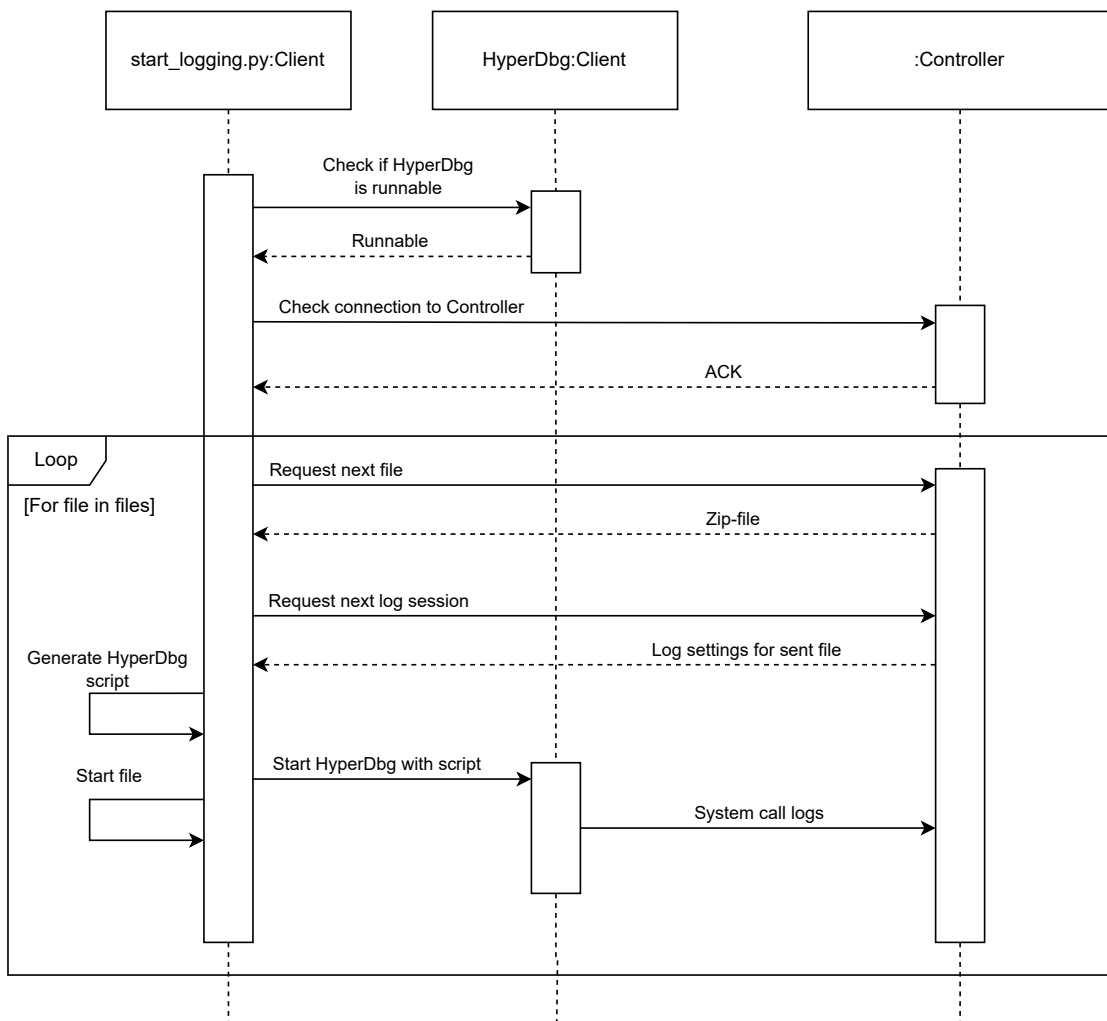 start_logging.py:Client
HyperDbg:Client
:Controller
Check if HyperDbg
is runnable
Runnable
Check connection to Controller
ACK
Loop
[For file in files]
Request next file
Zip-file
Request next log session
Log settings for sent file
Generate HyperDbg
script
Start HyperDbg with script
Start file
System call logs